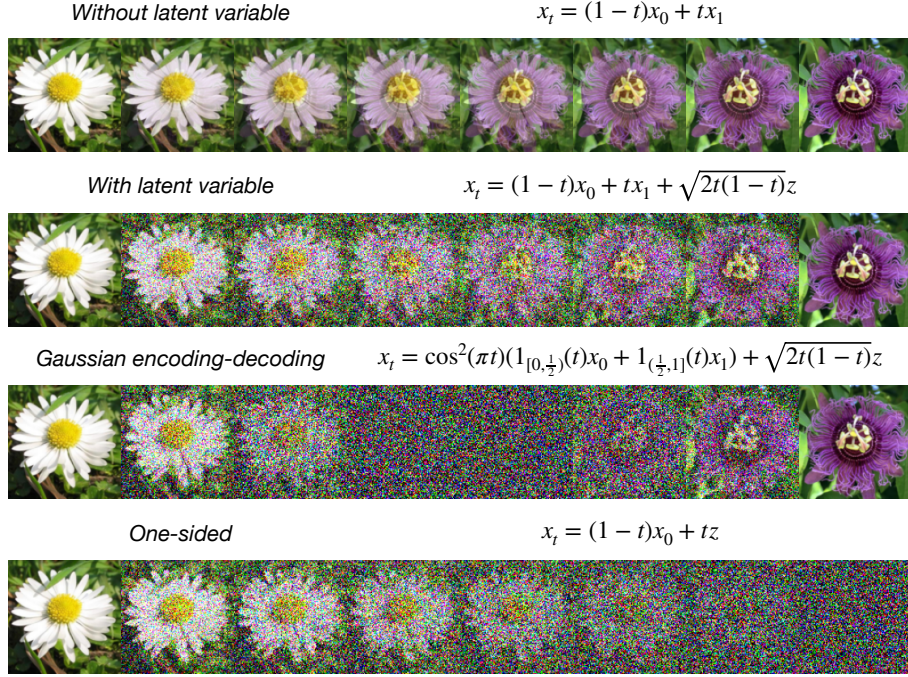 Without latent variable x_t = (1 − t)x_0 + tx_1
With latent variable x_t = (1 − t)x_0 + tx_1 + √(2t(1 − t))z
Gaussian encoding-decoding x_t = cos²(πt)(1_{[0,1/2)}(t)x_0 + 1_{(1/2,1]}(t)x_1) + √(2t(1 − t))z
One-sided x_t = (1 − t)x_0 + tz